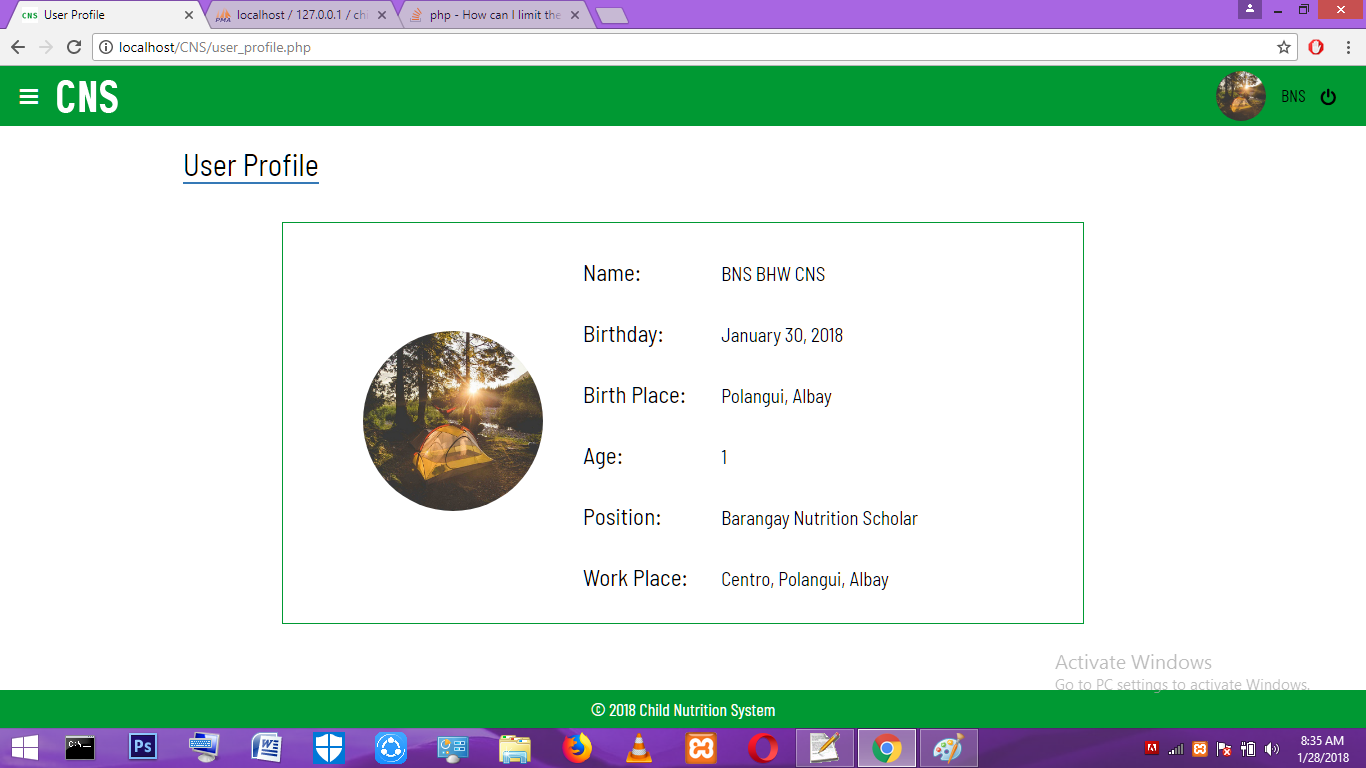 CNS User Profile
PMA localhost / 127.0.0.1 / chi
php - How can I limit the
localhost/CNS/user_profile.php
CNS
BNS
User Profile
Name: BNS BHW CNS
Birthday: January 30, 2018
Birth Place: Polangui, Albay
Age: 1
Position: Barangay Nutrition Scholar
Work Place: Centro, Polangui, Albay
Activate Windows
Go to PC settings to activate Windows.
© 2018 Child Nutrition System
C:\_
Ps
8:35 AM
1/28/2018